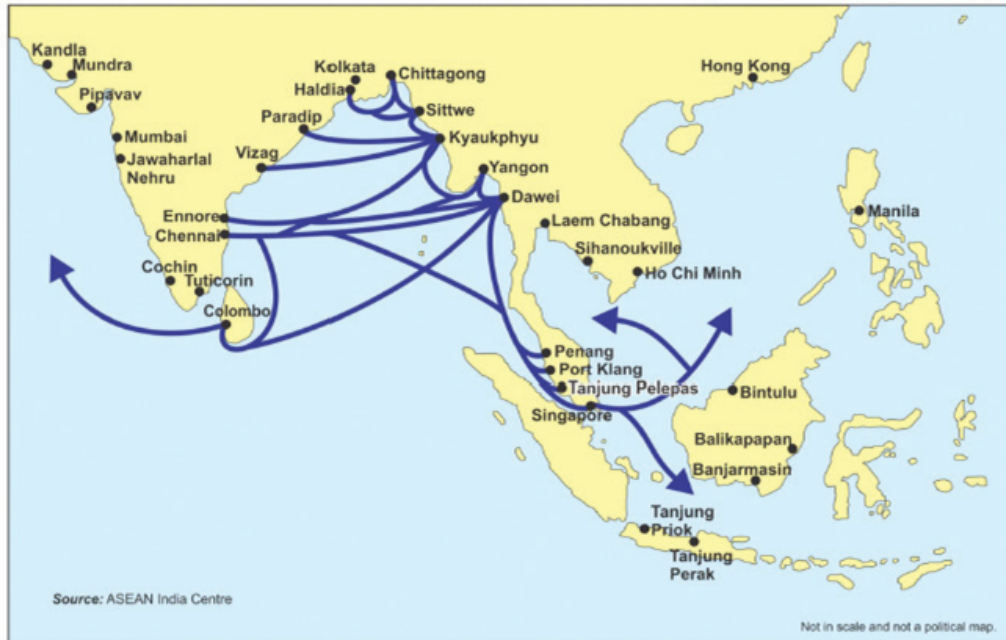 Kandla
Mundra
Pipavav
Mumbai
Jawaharlal
Nehru
Kolkata
Haldia
Chittagong
Sittwe
Paradip
Kyaukphyu
Vizag
Yangon
Dawei
Ennore
Chennai
Cochin
Tuticorin
Colombo
Hong Kong
Laem Chabang
Sihanoukville
Ho Chi Minh
Manila
Penang
Port Klang
Tanjung Pelepas
Singapore
Bintulu
Balikapapan
Banjarmasin
Tanjung
Priok
Tanjung
Perak
Source: ASEAN India Centre
Not in scale and not a political map.